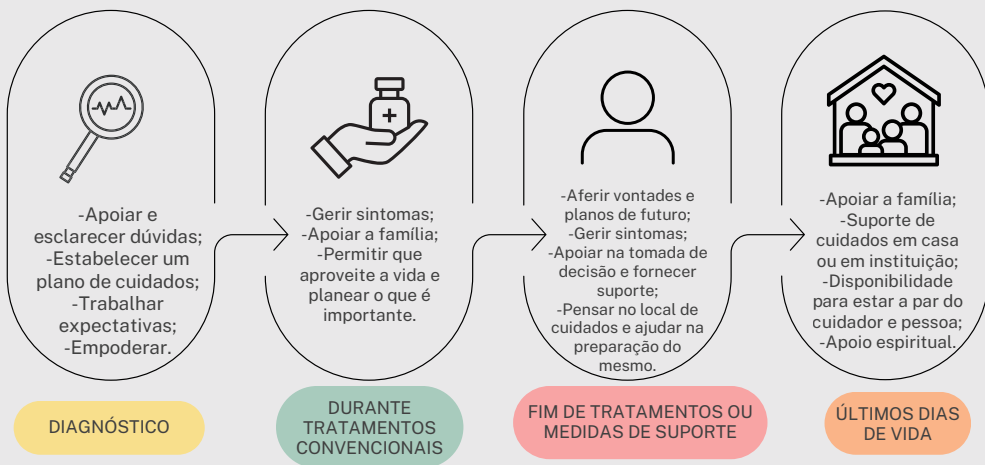 -Apoiar e
esclarecer dúvidas;
-Estabelecer um
plano de cuidados;
-Trabalhar
expectativas;
-Empoderar.
DIAGNÓSTICO
-Gerir sintomas;
-Apoiar a família;
-Permitir que
aproveite a vida e
planear o que é
importante.
DURANTE
TRATAMENTOS
CONVENCIONAIS
-Aferir vontades e
planos de futuro;
-Gerir sintomas;
-Apoiar na tomada de
decisão e fornecer
suporte;
-Pensar no local de
cuidados e ajudar na
preparação do
mesmo.
FIM DE TRATAMENTOS OU
MEDIDAS DE SUPORTE
-Apoiar a família;
-Suporte de
cuidados em casa
ou em instituição;
-Disponibilidade
para estar a par do
cuidador e pessoa;
-Apoio espiritual.
ÚLTIMOS DIAS
DE VIDA